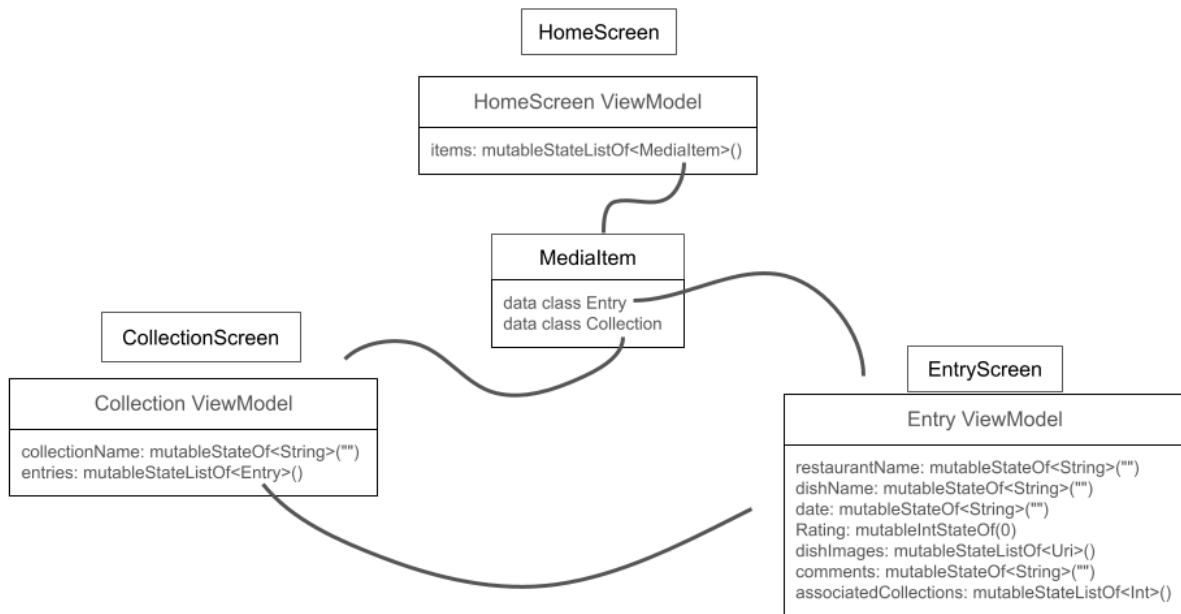 HomeScreen
HomeScreen ViewModel
items: mutableStateListOf<MediaItem>()
MediaItem
data class Entry
data class Collection
CollectionScreen
Collection ViewModel
collectionName: mutableStateOf<String>("")
entries: mutableStateListOf<Entry>()
EntryScreen
Entry ViewModel
restaurantName: mutableStateOf<String>("")
dishName: mutableStateOf<String>("")
date: mutableStateOf<String>("")
Rating: mutableIntStateOf(0)
dishImages: mutableStateListOf<Uri>()
comments: mutableStateOf<String>("")
associatedCollections: mutableStateListOf<Int>()